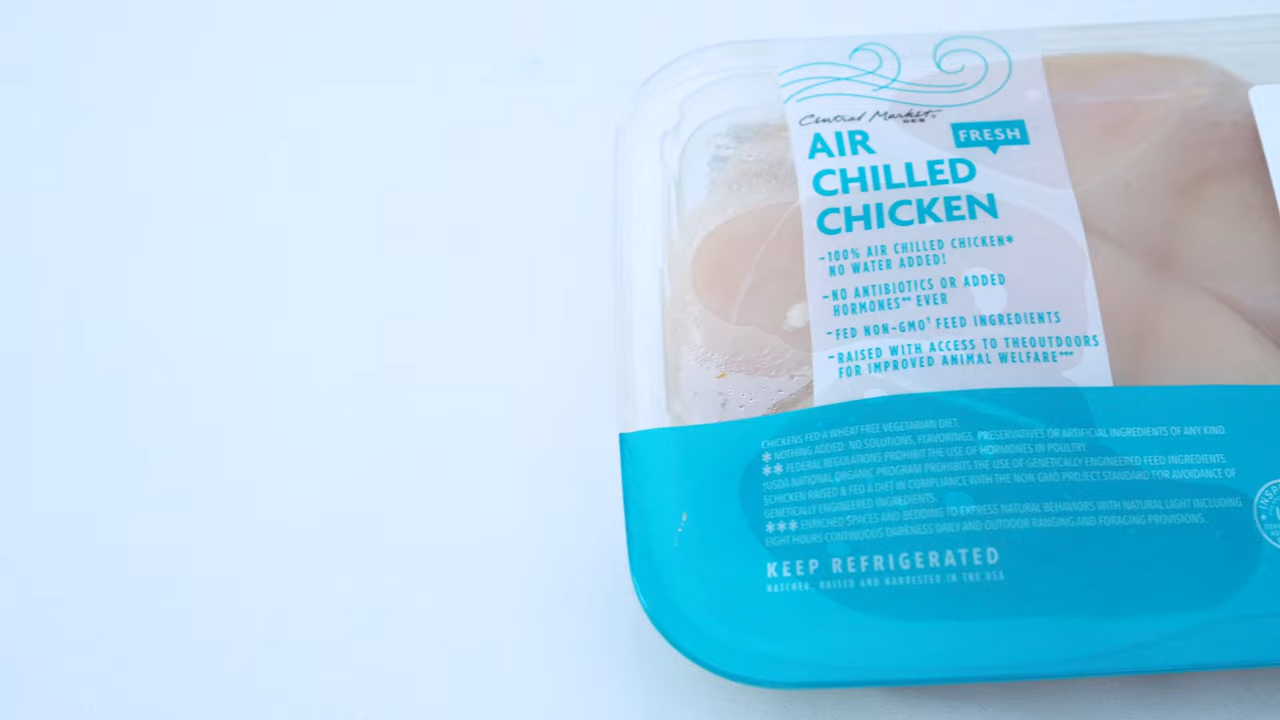 Central Market
HEB
AIR
FRESH
CHILLED
CHICKEN
-100% AIR CHILLED CHICKEN*
NO WATER ADDED!
-NO ANTIBIOTICS OR ADDED
HORMONES** EVER
-FED NON-GMO† FEED INGREDIENTS
-RAISED WITH ACCESS TO THEOUTDOORS
FOR IMPROVED ANIMAL WELFARE***
CHICKENS FED A WHEAT FREE VEGETARIAN DIET.
* NOTHING ADDED: NO SOLUTIONS, FLAVORINGS, PRESERVATIVES OR ARTIFICIAL INGREDIENTS OF ANY KIND.
** FEDERAL REGULATIONS PROHIBIT THE USE OF HORMONES IN POULTRY.
†USDA NATIONAL ORGANIC PROGRAM PROHIBITS THE USE OF GENETICALLY ENGINEERED FEED INGREDIENTS.
SCHICKEN RAISED & FED A DIET IN COMPLIANCE WITH THE NON-GMO PROJECT STANDARD FOR AVOIDANCE OF
GENETICALLY ENGINEERED INGREDIENTS.
*** ENRICHED SPACES AND BEDDING TO EXPRESS NATURAL BEHAVIORS WITH NATURAL LIGHT INCLUDING
EIGHT HOURS CONTINUOUS DARKNESS DAILY AND OUTDOOR RANGING AND FORAGING PROVISIONS.
KEEP REFRIGERATED
HATCHED, RAISED AND HARVESTED IN THE USA